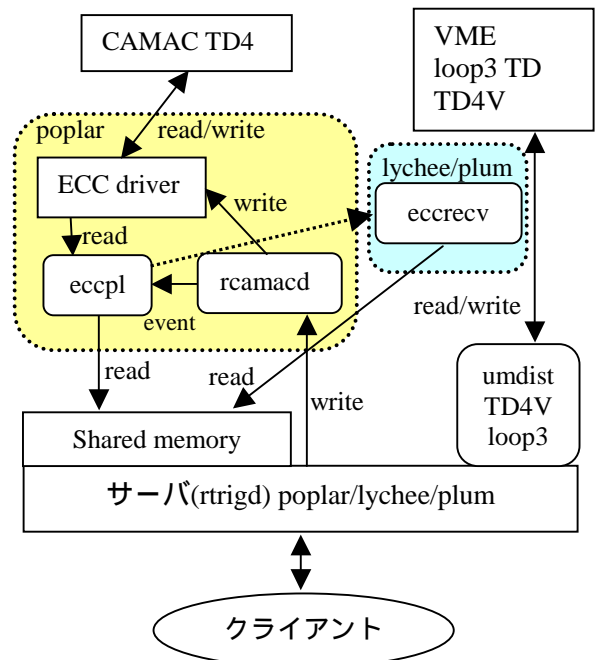 CAMAC TD4
VME
loop3 TD
TD4V
poplar
read/write
lychee/plum
ECC driver
write
eccrecv
read
eccpl
rcamacd
event
read/write
read
read
write
umdist
TD4V
loop3
Shared memory
サーバ(rtrigd) poplar/lychee/plum
クライアント